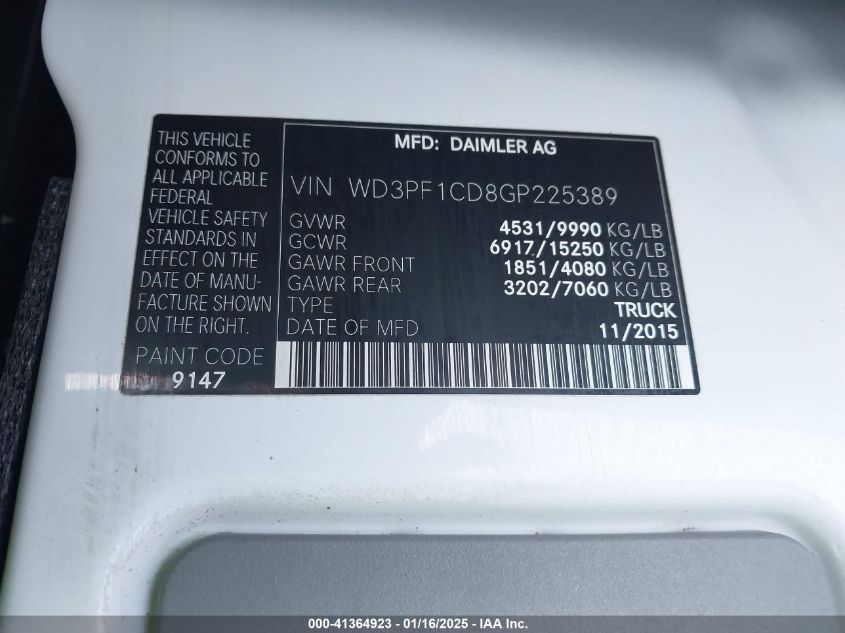 THIS VEHICLE
CONFORMS TO
ALL APPLICABLE
FEDERAL
VEHICLE SAFETY
STANDARDS IN
EFFECT ON THE
DATE OF MANU-
FACTURE SHOWN
ON THE RIGHT.
PAINT CODE
9147
MFD: DAIMLER AG
VIN WD3PF1CD8GP225389
GVWR 4531/9990 KG/LB
GCWR 6917/15250 KG/LB
GAWR FRONT 1851/4080 KG/LB
GAWR REAR 3202/7060 KG/LB
TYPE TRUCK
DATE OF MFD 11/2015
000-41364923 - 01/16/2025 - IAA Inc.